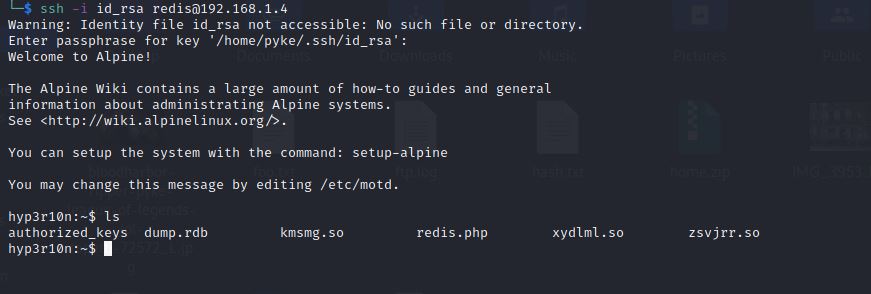 $ ssh -i id_rsa redis@192.168.1.4
Warning: Identity file id_rsa not accessible: No such file or directory.
Enter passphrase for key '/home/pyke/.ssh/id_rsa':
Welcome to Alpine!
The Alpine Wiki contains a large amount of how-to guides and general
information about administrating Alpine systems.
See <http://wiki.alpinelinux.org/>.
You can setup the system with the command: setup-alpine
You may change this message by editing /etc/motd.
hyp3r10n:~$ ls
authorized_keys dump.rdb kmsmg.so redis.php xydlml.so zsvjrr.so
hyp3r10n:~$
Documents Downloads Music Pictures Public
ftp.log hash.txt home.zip IMG_3953.